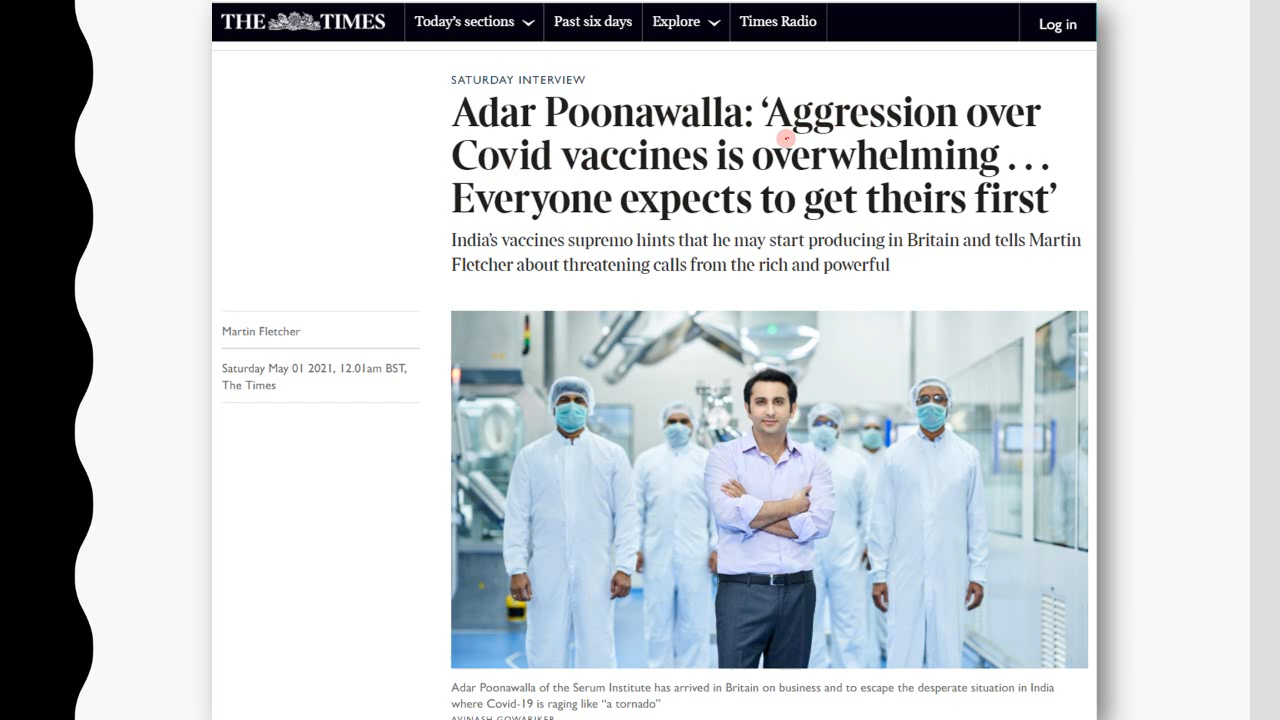 THE TIMES
Today's sections
Past six days
Explore
Times Radio
Log in
SATURDAY INTERVIEW
Adar Poonawalla: ‘Aggression over
Covid vaccines is overwhelming . . .
Everyone expects to get theirs first’
India's vaccines supremo hints that he may start producing in Britain and tells Martin
Fletcher about threatening calls from the rich and powerful
Martin Fletcher
Saturday May 01 2021, 12.01am BST,
The Times
Adar Poonawalla of the Serum Institute has arrived in Britain on business and to escape the desperate situation in India
where Covid-19 is raging like “a tornado”
AVINASH GOWARIKER